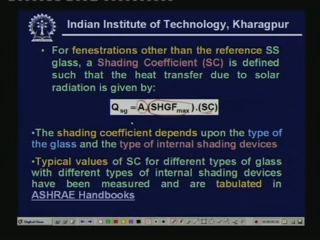 Indian Institute of Technology, Kharagpur
• For fenestrations other than the reference SS
glass, a Shading Coefficient (SC) is defined
such that the heat transfer due to solar
radiation is given by:
Qsg = A.(SHGFmax).(SC)
•The shading coefficient depends upon the type of
the glass and the type of internal shading devices
•Typical values of SC for different types of glass
with different types of internal shading devices
have been measured and are tabulated in
ASHRAE Handbooks